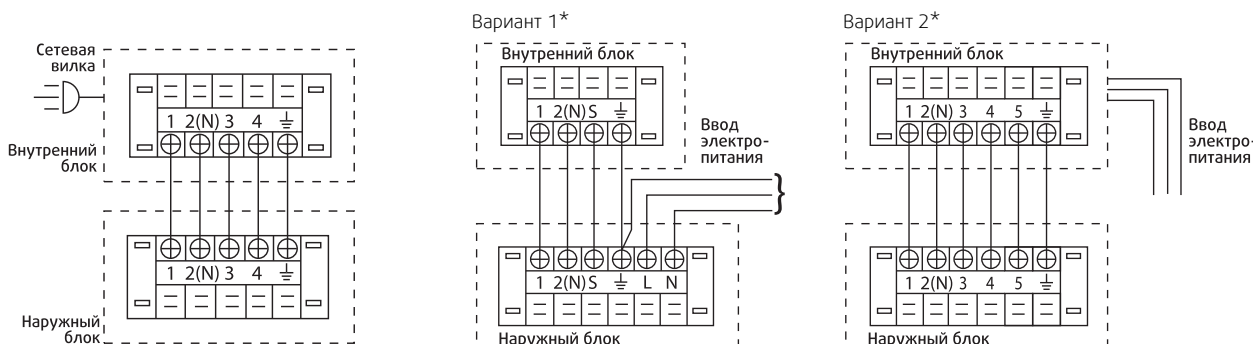 Вариант 1*
Вариант 2*
Сетевая
вилка
1 2(N) 3 4
Внутренний
блок
1 2(N) 3 4
Наружный
блок
Внутренний блок
1 2(N) S
Ввод
электро-
питания
1 2(N) S L N
Наружный блок
Внутренний блок
1 2(N) 3 4 5
Ввод
электро-
питания
1 2(N) 3 4 5
Наружный блок